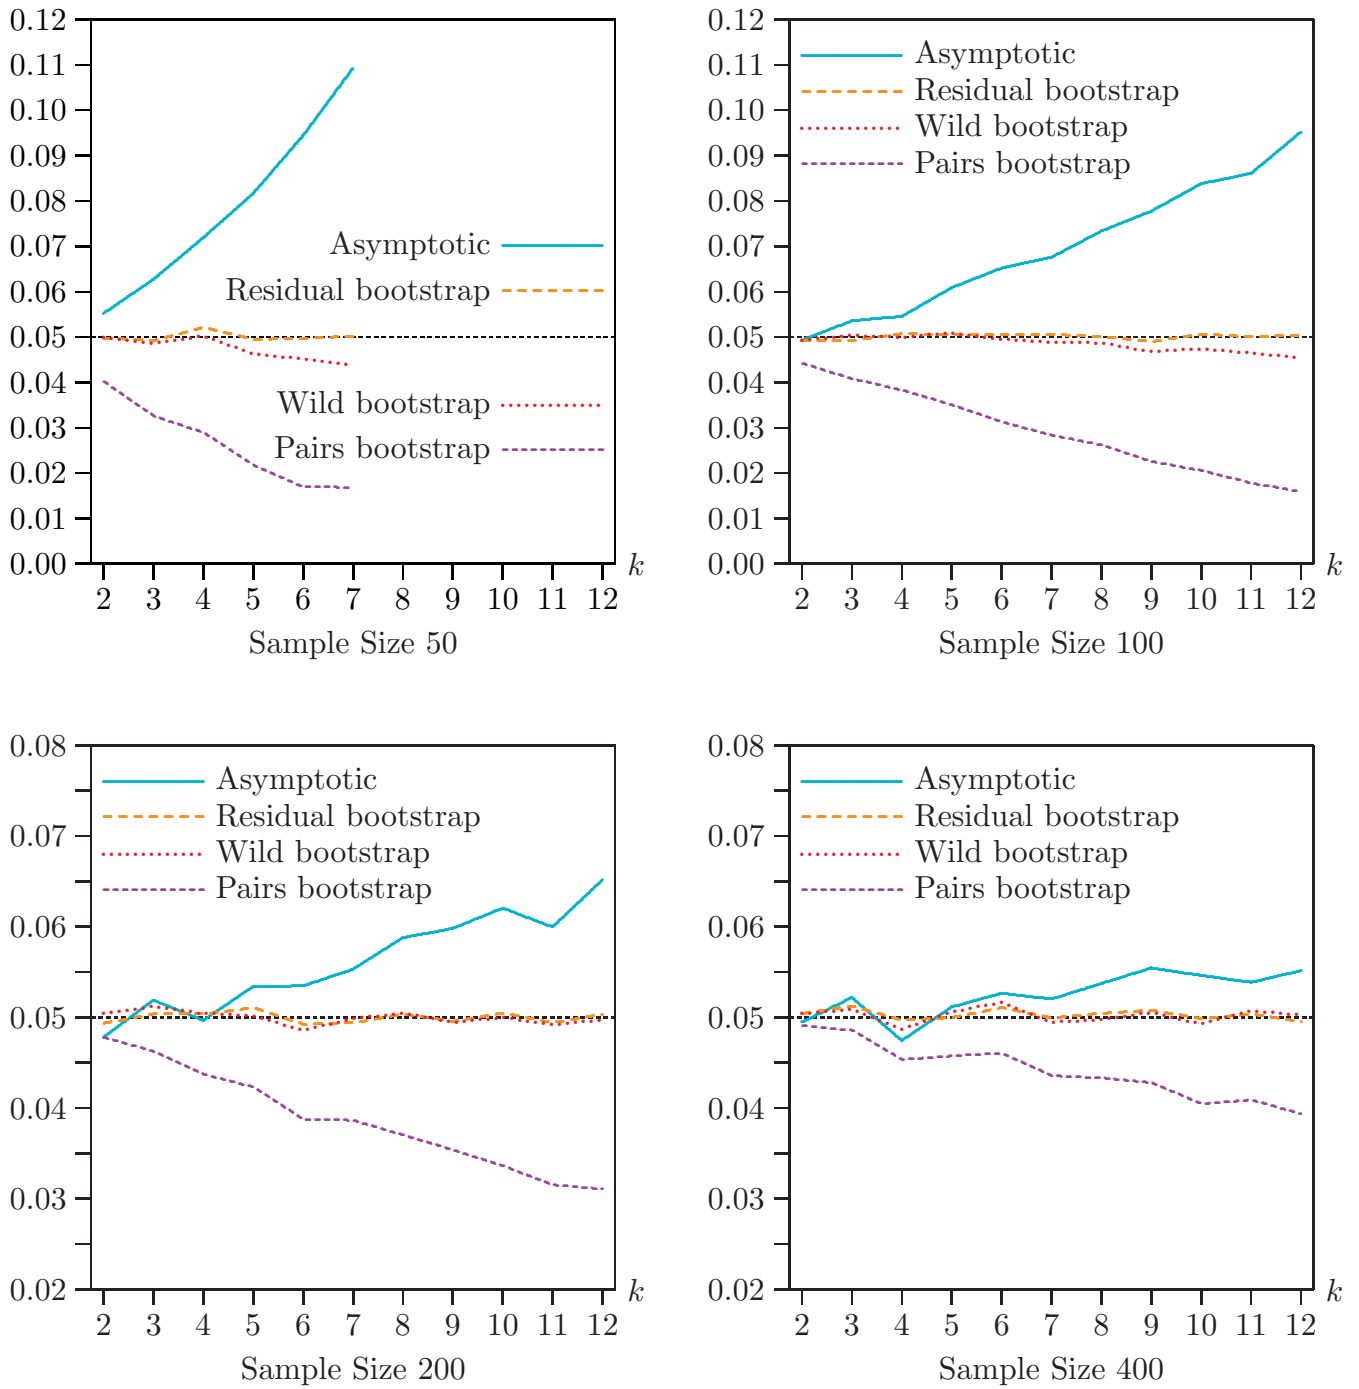 0.12
0.11
0.10
0.09
0.08
0.07
0.06
0.05
0.04
0.03
0.02
0.01
0.00
Asymptotic
Residual bootstrap
Wild bootstrap
Pairs bootstrap
k
2 3 4 5 6 7 8 9 10 11 12
Sample Size 50
0.12
0.11
0.10
0.09
0.08
0.07
0.06
0.05
0.04
0.03
0.02
0.01
0.00
Asymptotic
Residual bootstrap
Wild bootstrap
Pairs bootstrap
k
2 3 4 5 6 7 8 9 10 11 12
Sample Size 100
0.08
0.07
0.06
0.05
0.04
0.03
0.02
Asymptotic
Residual bootstrap
Wild bootstrap
Pairs bootstrap
k
2 3 4 5 6 7 8 9 10 11 12
Sample Size 200
0.08
0.07
0.06
0.05
0.04
0.03
0.02
Asymptotic
Residual bootstrap
Wild bootstrap
Pairs bootstrap
k
2 3 4 5 6 7 8 9 10 11 12
Sample Size 400